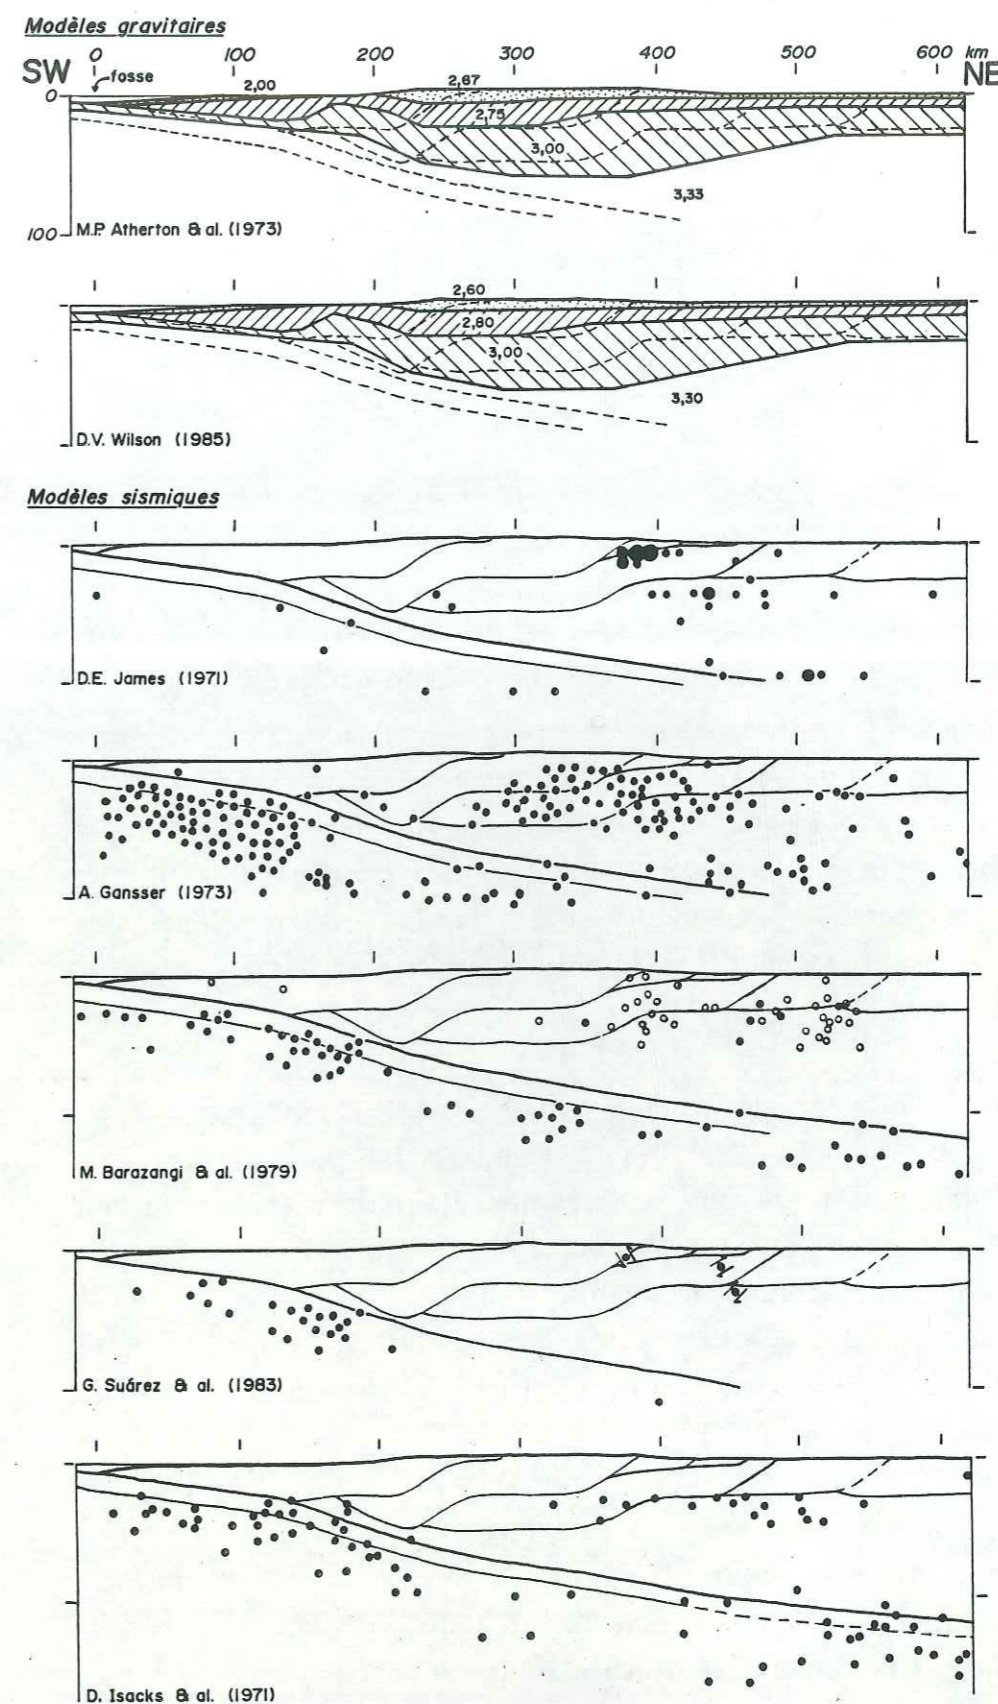 Modèles gravitaires
0 100 200 300 400 500 600 km
SW NE
fosse
2,00 2,67
0
2,75
3,00
3,33
100
M.P. Atherton & al. (1973)
2,60
2,80
3,00
3,30
D.V. Wilson (1985)
Modèles sismiques
D.E. James (1971)
A. Gansser (1973)
M. Barazangi & al. (1979)
G. Suárez & al. (1983)
D. Isacks & al. (1971)